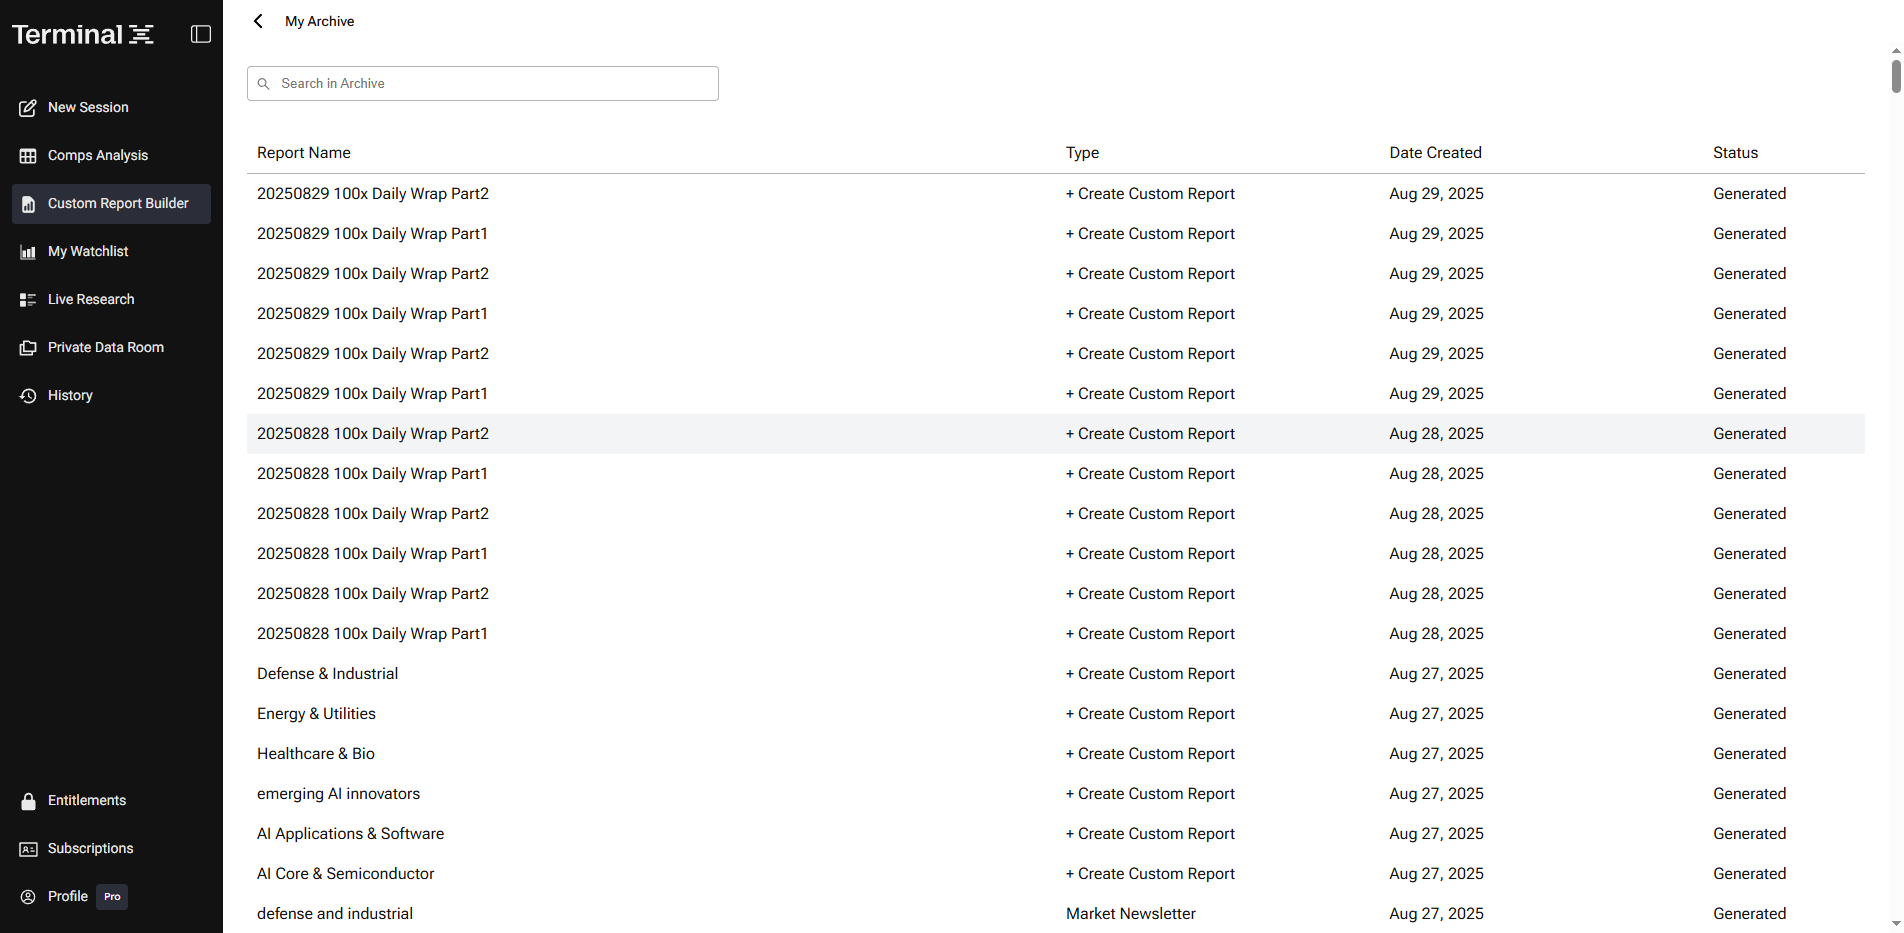 Terminal
New Session
Comps Analysis
Custom Report Builder
My Watchlist
Live Research
Private Data Room
History
Entitlements
Subscriptions
Profile Pro
My Archive
Search in Archive
Report Name Type Date Created Status
20250829 100x Daily Wrap Part2 + Create Custom Report Aug 29, 2025 Generated
20250829 100x Daily Wrap Part1 + Create Custom Report Aug 29, 2025 Generated
20250829 100x Daily Wrap Part2 + Create Custom Report Aug 29, 2025 Generated
20250829 100x Daily Wrap Part1 + Create Custom Report Aug 29, 2025 Generated
20250829 100x Daily Wrap Part2 + Create Custom Report Aug 29, 2025 Generated
20250829 100x Daily Wrap Part1 + Create Custom Report Aug 29, 2025 Generated
20250828 100x Daily Wrap Part2 + Create Custom Report Aug 28, 2025 Generated
20250828 100x Daily Wrap Part1 + Create Custom Report Aug 28, 2025 Generated
20250828 100x Daily Wrap Part2 + Create Custom Report Aug 28, 2025 Generated
20250828 100x Daily Wrap Part1 + Create Custom Report Aug 28, 2025 Generated
20250828 100x Daily Wrap Part2 + Create Custom Report Aug 28, 2025 Generated
20250828 100x Daily Wrap Part1 + Create Custom Report Aug 28, 2025 Generated
Defense & Industrial + Create Custom Report Aug 27, 2025 Generated
Energy & Utilities + Create Custom Report Aug 27, 2025 Generated
Healthcare & Bio + Create Custom Report Aug 27, 2025 Generated
emerging AI innovators + Create Custom Report Aug 27, 2025 Generated
AI Applications & Software + Create Custom Report Aug 27, 2025 Generated
AI Core & Semiconductor + Create Custom Report Aug 27, 2025 Generated
defense and industrial Market Newsletter Aug 27, 2025 Generated